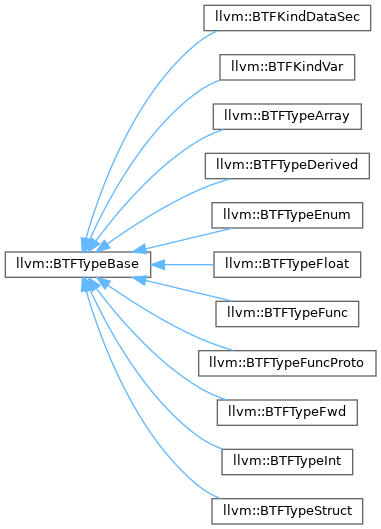 llvm::BTFKindDataSec
llvm::BTFKindVar
llvm::BTFTypeArray
llvm::BTFTypeDerived
llvm::BTFTypeEnum
llvm::BTFTypeBase
llvm::BTFTypeFloat
llvm::BTFTypeFunc
llvm::BTFTypeFuncProto
llvm::BTFTypeFwd
llvm::BTFTypeInt
llvm::BTFTypeStruct